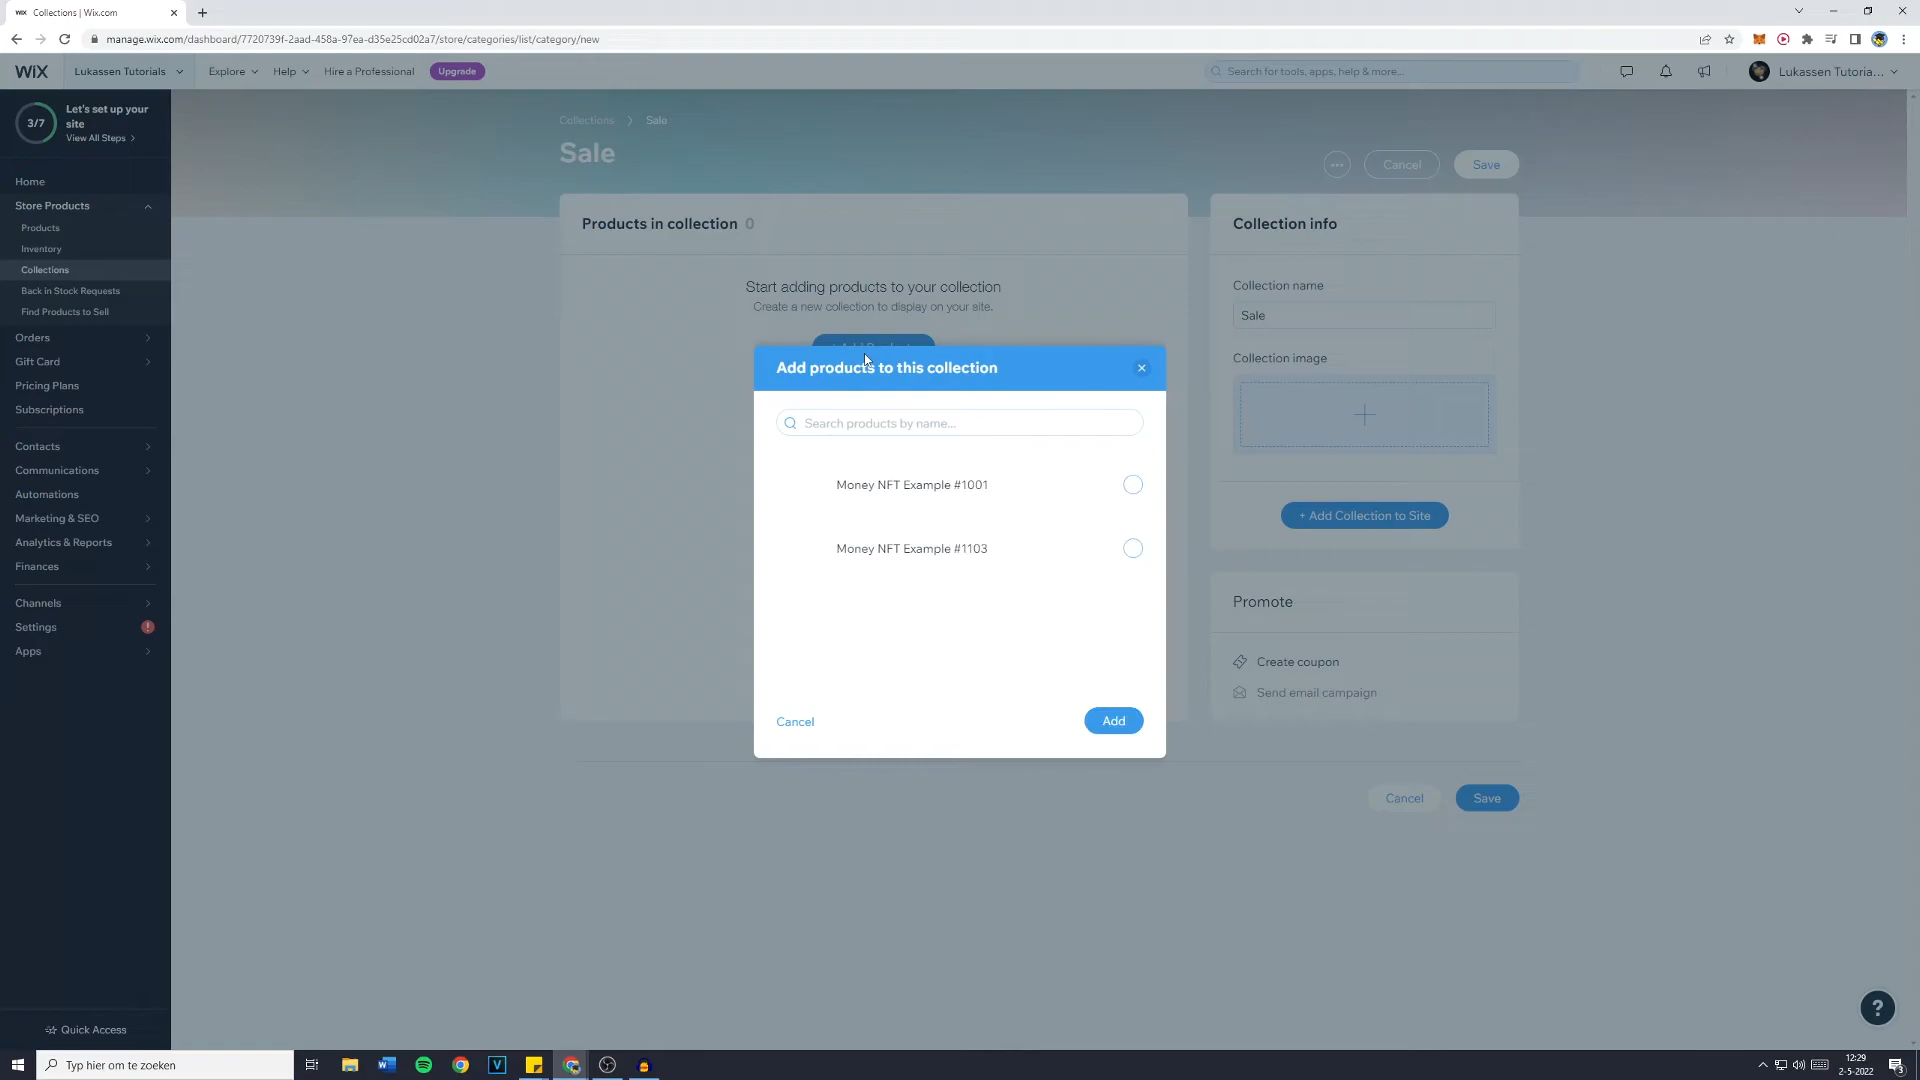 Collections | Wix.com
manage.wix.com/dashboard/7720739f-2aad-458a-97ea-d35e25cd02a7/store/categories/list/category/new
WiX Lukassen Tutorials Explore Help Hire a Professional Upgrade Search for tools, apps, help & more... Lukassen Tutoria...
3/7 Let's set up your site
View All Steps
Home
Store Products
Products
Inventory
Collections
Back in Stock Requests
Find Products to Sell
Orders
Gift Card
Pricing Plans
Subscriptions
Contacts
Communications
Automations
Marketing & SEO
Analytics & Reports
Finances
Channels
Settings !
Apps
Quick Access
Collections > Sale
Sale
... Cancel Save
Products in collection 0
Start adding products to your collection
Create a new collection to display on your site.
Add products to this collection
Search products by name...
Money NFT Example #1001
Money NFT Example #1103
Cancel Add
Collection info
Collection name
Sale
Collection image
+ Add Collection to Site
Promote
Create coupon
Send email campaign
Cancel Save
?
Typ hier om te zoeken
12:29
2-5-2022
3